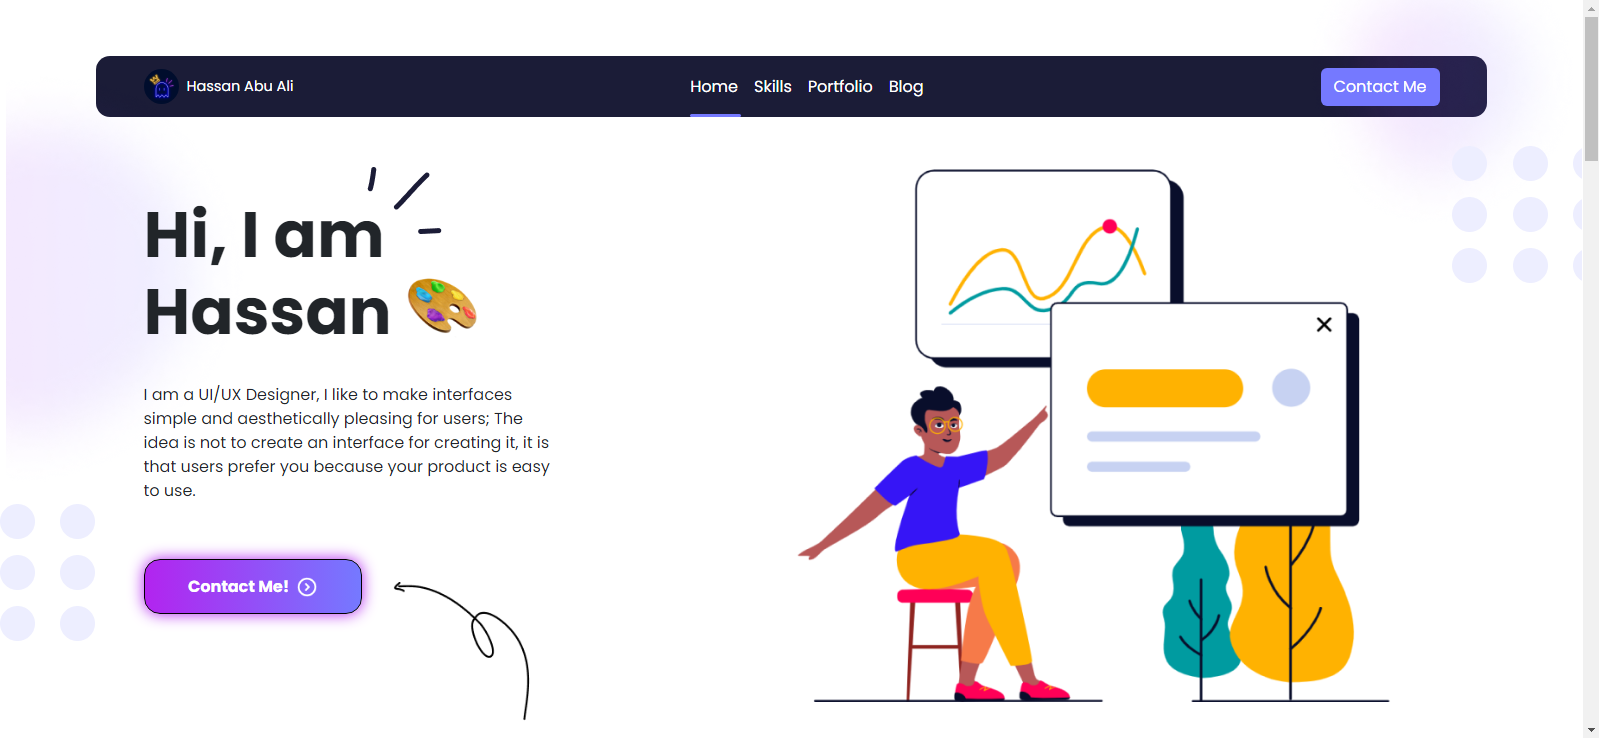 Hassan Abu Ali
Home Skills Portfolio Blog
Contact Me
Hi, I am
Hassan
I am a UI/UX Designer, I like to make interfaces
simple and aesthetically pleasing for users; The
idea is not to create an interface for creating it, it is
that users prefer you because your product is easy
to use.
Contact Me!